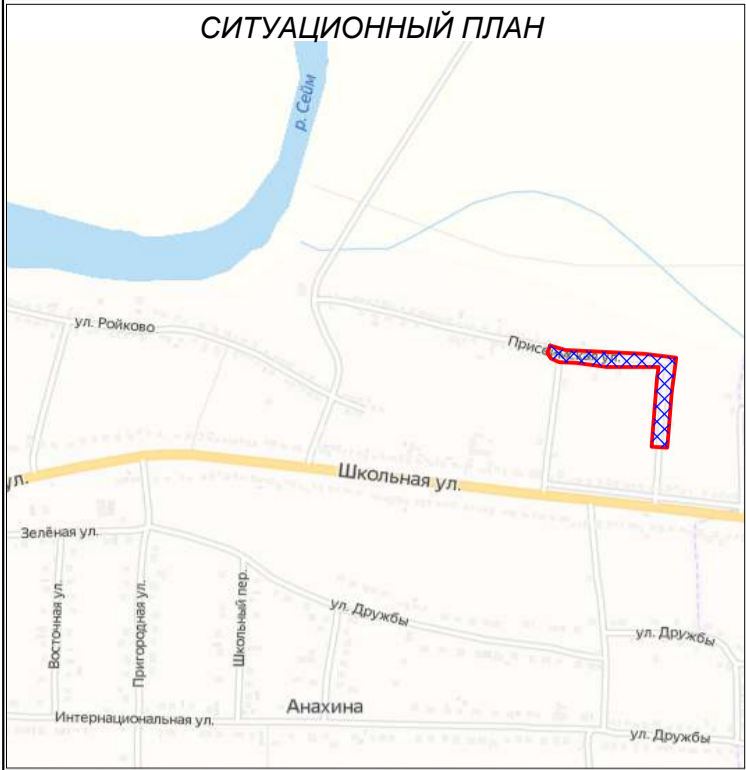 СИТУАЦИОННЫЙ ПЛАН
р. Сейм
ул. Ройково
ул.
Школьная ул.
ул.
Зелёная ул.
Восточная ул.
Пригородная ул.
Школьный пер.
ул. Дружбы
ул. Дружбы
Анахина
Интернациональная ул.
ул. Дружбы